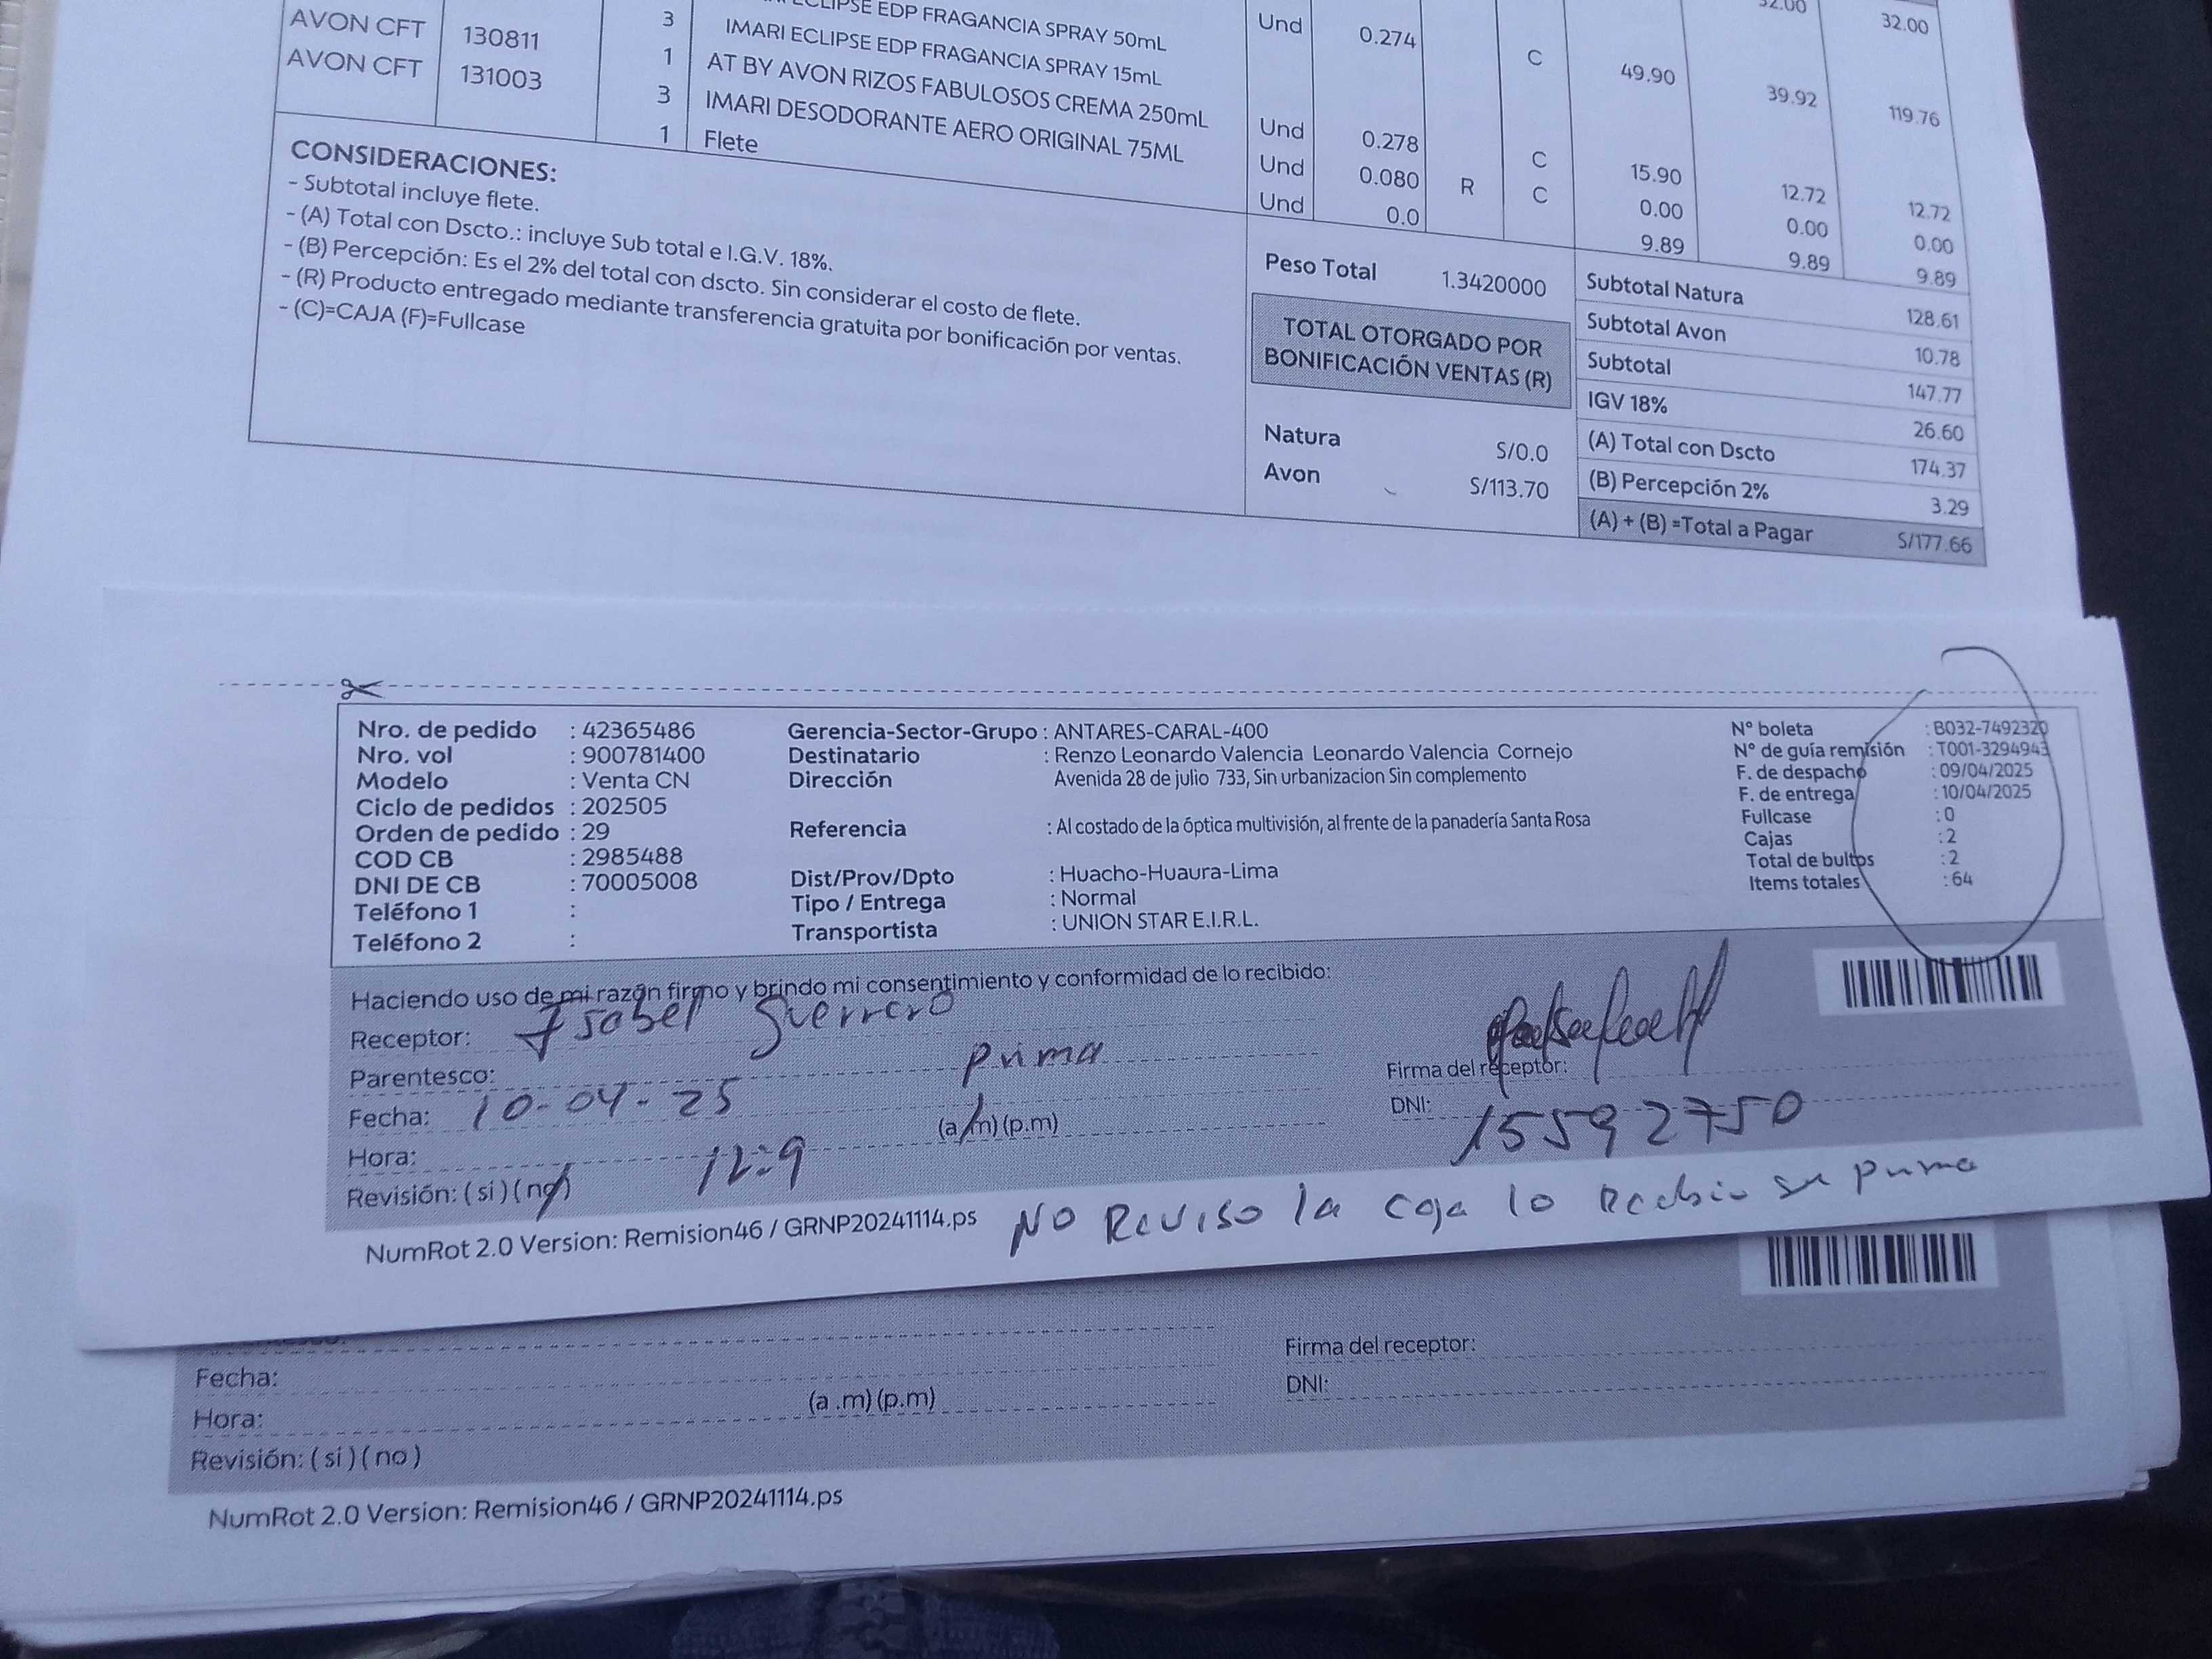 ECLIPSE EDP FRAGANCIA SPRAY 50mL Und 0.274 C 32.00 32.00
AVON CFT 130811 3 IMARI ECLIPSE EDP FRAGANCIA SPRAY 15mL 49.90 39.92 119.76
AVON CFT 131003 1 AT BY AVON RIZOS FABULOSOS CREMA 250mL Und 0.278 C 15.90 12.72 12.72
3 IMARI DESODORANTE AERO ORIGINAL 75ML Und 0.080 R C 0.00 0.00 0.00
1 Flete Und 0.0 9.89 9.89 9.89
CONSIDERACIONES:
- Subtotal incluye flete.
- (A) Total con Dscto.: incluye Sub total e I.G.V. 18%.
- (B) Percepción: Es el 2% del total con dscto. Sin considerar el costo de flete.
- (R) Producto entregado mediante transferencia gratuita por bonificación por ventas.
- (C)=CAJA (F)=Fullcase
Peso Total 1.3420000
TOTAL OTORGADO POR
BONIFICACIÓN VENTAS (R)
Natura S/0.0
Avon S/113.70
Subtotal Natura 128.61
Subtotal Avon 10.78
Subtotal 147.77
IGV 18% 26.60
(A) Total con Dscto 174.37
(B) Percepción 2% 3.29
(A) + (B) =Total a Pagar S/177.66
Nro. de pedido : 42365486
Nro. vol : 900781400
Modelo : Venta CN
Ciclo de pedidos : 202505
Orden de pedido : 29
COD CB : 2985488
DNI DE CB : 70005008
Teléfono 1 :
Teléfono 2 :
Gerencia-Sector-Grupo : ANTARES-CARAL-400
Destinatario : Renzo Leonardo Valencia Leonardo Valencia Cornejo
Dirección Avenida 28 de julio 733, Sin urbanizacion Sin complemento
Referencia : Al costado de la óptica multivisión, al frente de la panadería Santa Rosa
Dist/Prov/Dpto : Huacho-Huaura-Lima
Tipo / Entrega : Normal
Transportista : UNION STAR E.I.R.L.
N° boleta : B032-7492320
N° de guía remisión : T001-3294943
F. de despacho : 09/04/2025
F. de entrega : 10/04/2025
Fullcase : 0
Cajas : 2
Total de bultos : 2
Items totales : 64
Haciendo uso de mi razón firmo y brindo mi consentimiento y conformidad de lo recibido:
Receptor: Isabel Guerrero
Parentesco: prima
Fecha: 10-04-25
Hora: 12:9 (a.m) (p.m)
Revisión: ( si ) ( no )
Firma del receptor:
DNI: 15592750
NumRot 2.0 Version: Remision46 / GRNP20241114.ps
NO REVISO la caja lo Recibio su prima
Fecha:
Hora: (a .m) (p.m)
Revisión: ( si ) ( no )
Firma del receptor:
DNI:
NumRot 2.0 Version: Remision46 / GRNP20241114.ps